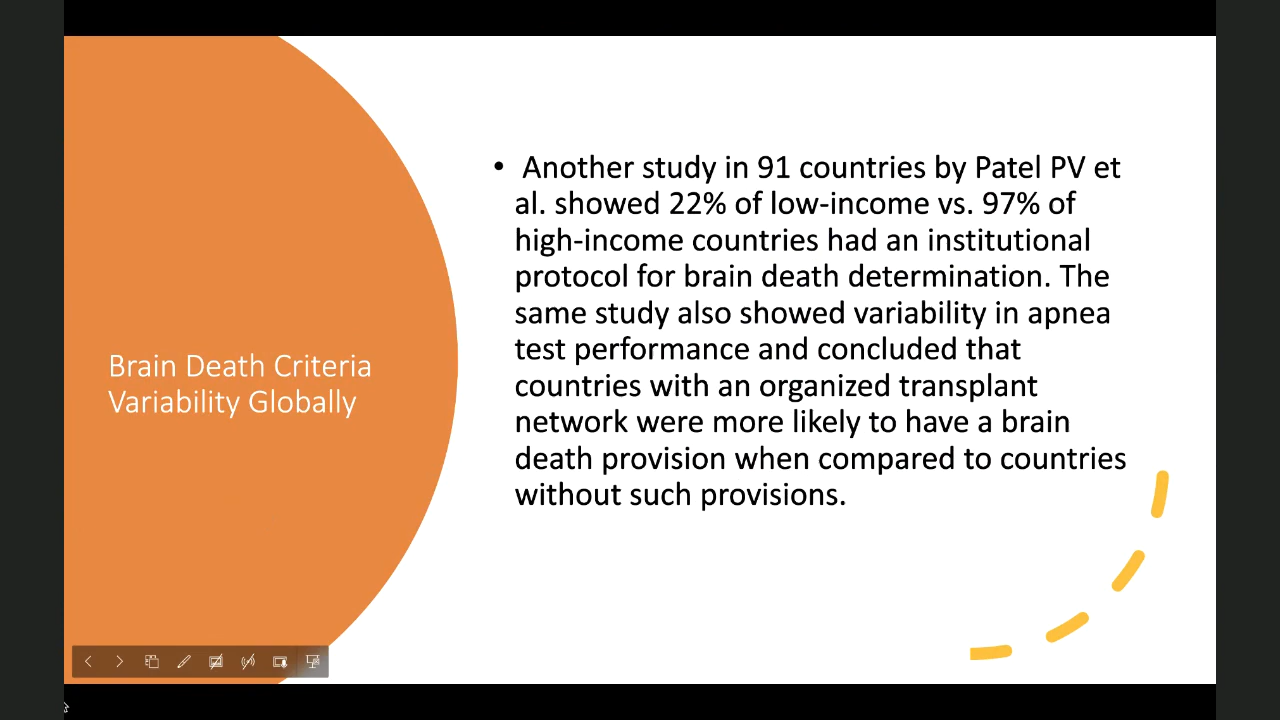 Brain Death Criteria
Variability Globally
• Another study in 91 countries by Patel PV et
al. showed 22% of low-income vs. 97% of
high-income countries had an institutional
protocol for brain death determination. The
same study also showed variability in apnea
test performance and concluded that
countries with an organized transplant
network were more likely to have a brain
death provision when compared to countries
without such provisions.